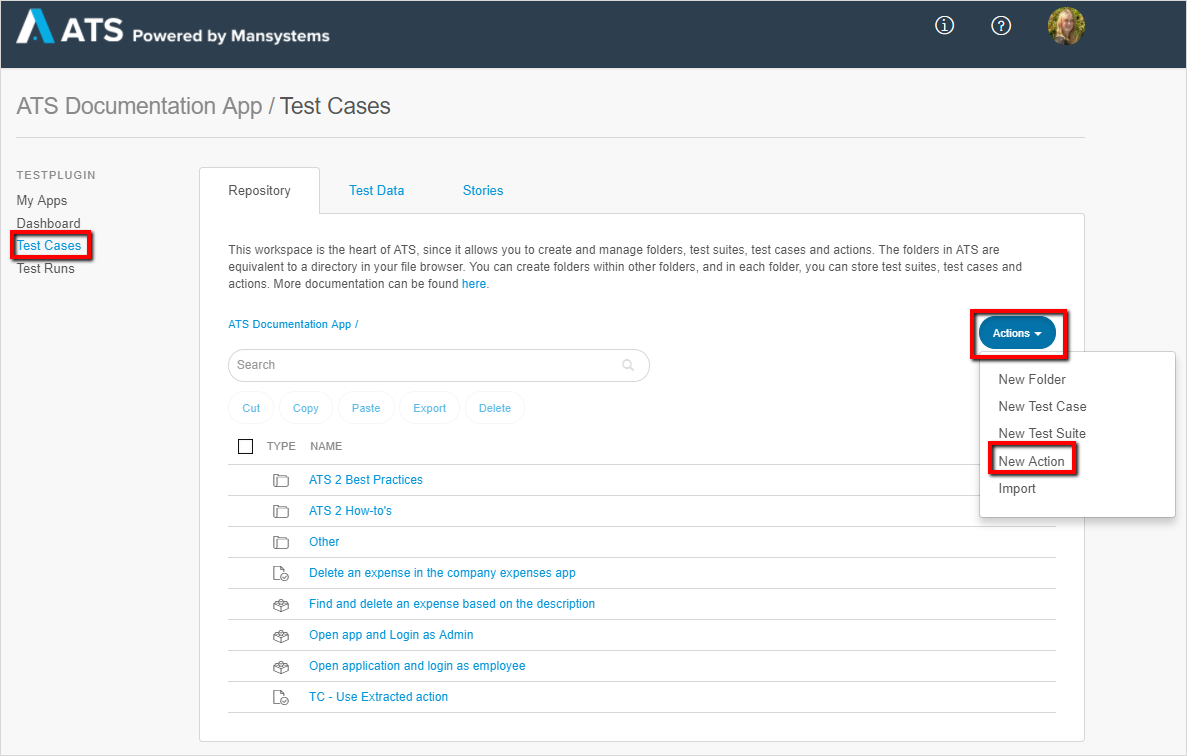 ATS Powered by Mansystems
ATS Documentation App / Test Cases
TESTPLUGIN
My Apps
Dashboard
Test Cases
Test Runs
Repository
Test Data
Stories
This workspace is the heart of ATS, since it allows you to create and manage folders, test suites, test cases and actions. The folders in ATS are
equivalent to a directory in your file browser. You can create folders within other folders, and in each folder, you can store test suites, test cases and
actions. More documentation can be found here.
ATS Documentation App /
Actions
New Folder
New Test Case
New Test Suite
New Action
Import
Search
Cut
Copy
Paste
Export
Delete
TYPE NAME
ATS 2 Best Practices
ATS 2 How-to's
Other
Delete an expense in the company expenses app
Find and delete an expense based on the description
Open app and Login as Admin
Open application and login as employee
TC - Use Extracted action